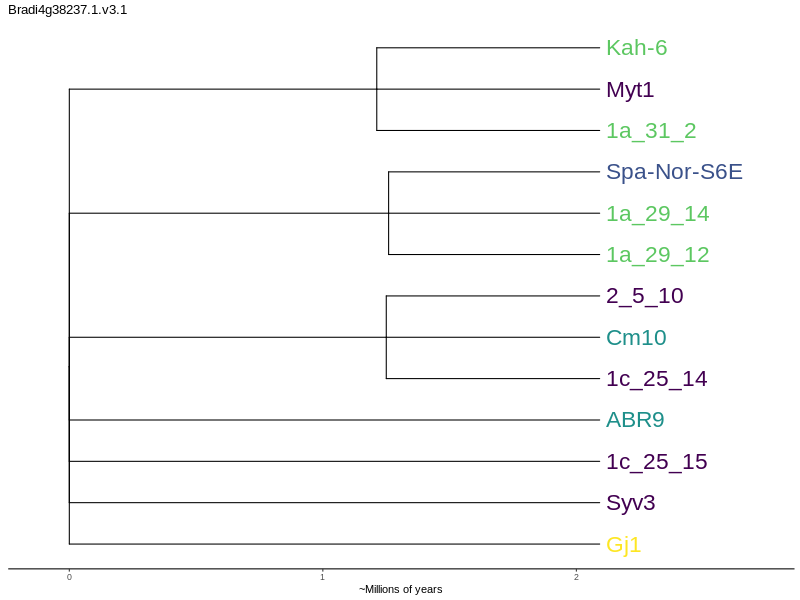 Bradi4g38237.1.v3.1
Kah-6
Myt1
1a_31_2
Spa-Nor-S6E
1a_29_14
1a_29_12
2_5_10
Cm10
1c_25_14
ABR9
1c_25_15
Syv3
Gj1
0 1 2
~Millions of years